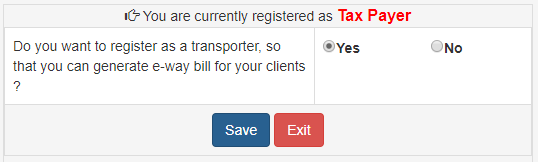 You are currently registered as Tax Payer
Do you want to register as a transporter, so
that you can generate e-way bill for your clients
?
Yes No
Save Exit